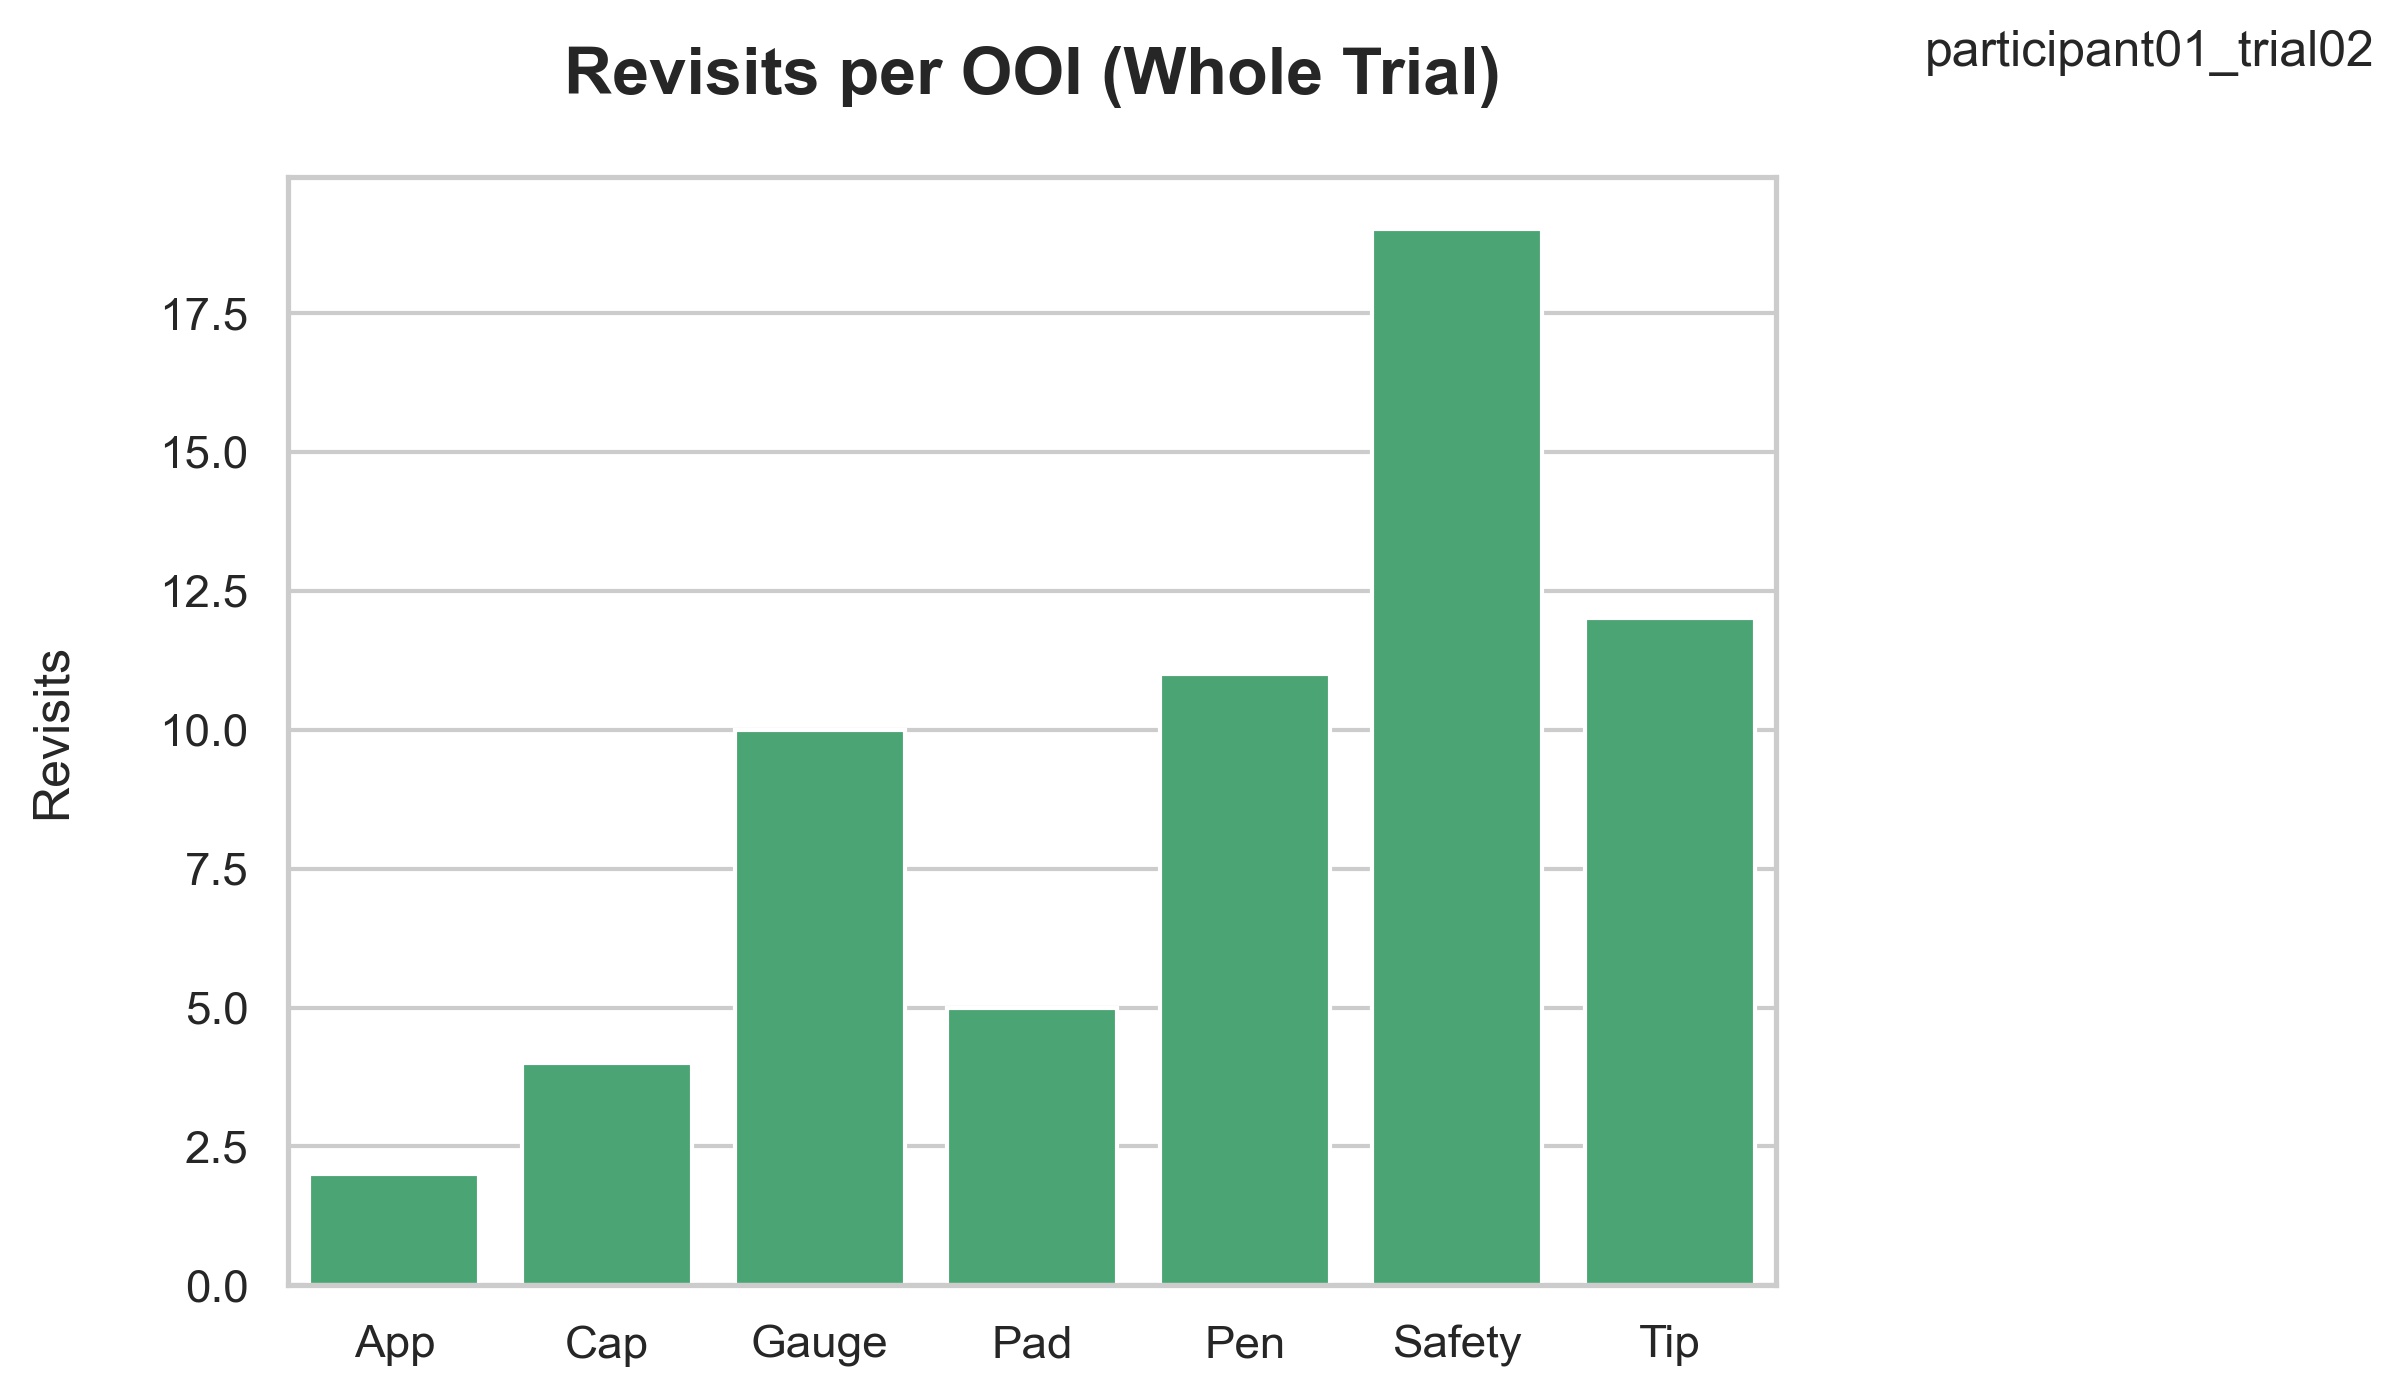 participant01_trial02
Revisits per OOI (Whole Trial)
Revisits
17.5
15.0
12.5
10.0
7.5
5.0
2.5
0.0
App Cap Gauge Pad Pen Safety Tip